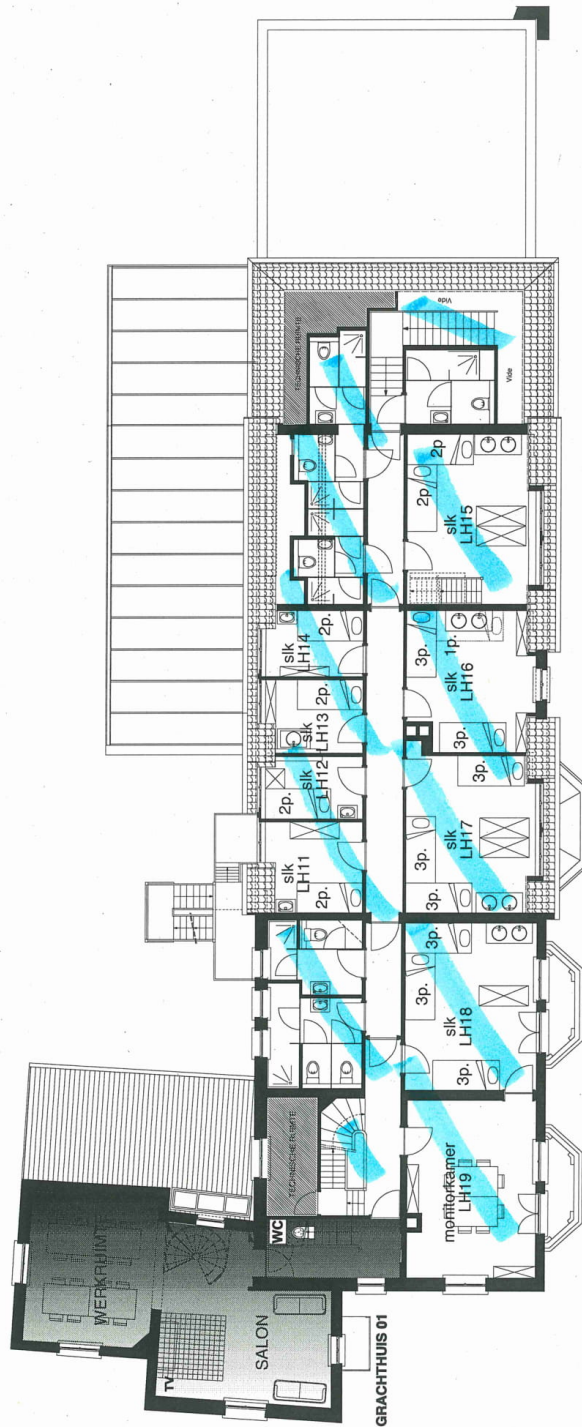 TECHNISCHE RUIMTE
Vide
Vide
slk
LH14
2p.
slk
LH13
2p.
slk
LH12
2p.
slk
LH11
2p.
2p
2p
slk
LH15
3p.
1p.
slk
LH16
3p.
3p.
3p.
slk
LH17
3p.
3p.
3p.
slk
LH18
3p.
TECHNISCHE RUIMTE
monitorkamer
LH19
WC
WERKRUIMTE
TV
SALON
GRACHTHUIS 01